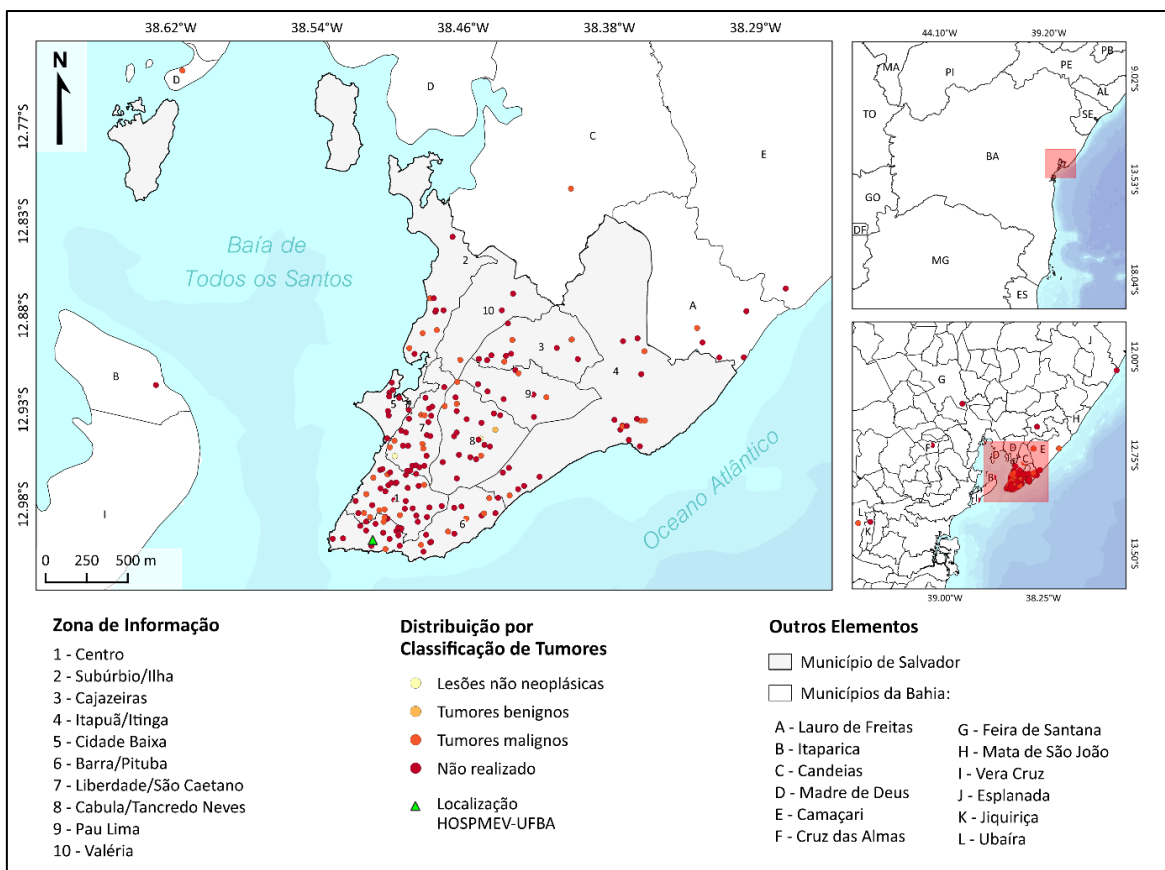 38.62°W 38.54°W 38.46°W 38.38°W 38.29°W
12.77°S
12.83°S
12.88°S
12.93°S
12.98°S
N
D
D
C
E
Baía de
Todos os Santos
2
10
A
3
4
B
5
9
7
8
1
6
I
Oceano Atlântico
0 250 500 m
44.10°W 39.20°W
9.02°S
13.53°S
18.04°S
MA
PI
PE
PB
AL
SE
TO
BA
GO
DF
MG
ES
12.00°S
12.75°S
13.50°S
J
G
H
F
D
D
E
C
B
K
39.00°W 38.25°W
Zona de Informação
1 - Centro
2 - Subúrbio/Ilha
3 - Cajazeiras
4 - Itapuã/Itinga
5 - Cidade Baixa
6 - Barra/Pituba
7 - Liberdade/São Caetano
8 - Cabula/Tancredo Neves
9 - Pau Lima
10 - Valéria
Distribuição por
Classificação de Tumores
Lesões não neoplásicas
Tumores benignos
Tumores malignos
Não realizado
Localização
HOSPMEV-UFBA
Outros Elementos
Município de Salvador
Municípios da Bahia:
A - Lauro de Freitas
B - Itaparica
C - Candeias
D - Madre de Deus
E - Camaçari
F - Cruz das Almas
G - Feira de Santana
H - Mata de São João
I - Vera Cruz
J - Esplanada
K - Jiquiriça
L - Ubaíra